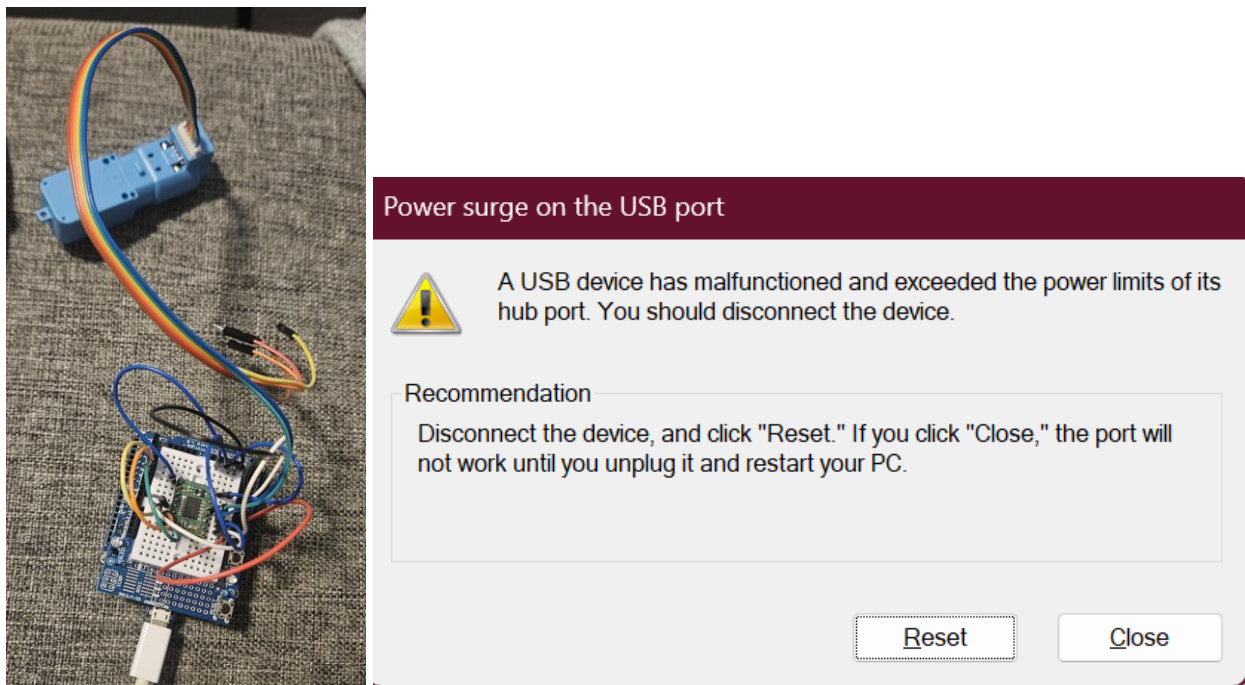 Power surge on the USB port
A USB device has malfunctioned and exceeded the power limits of its
hub port. You should disconnect the device.
Recommendation
Disconnect the device, and click "Reset." If you click "Close," the port will
not work until you unplug it and restart your PC.
Reset
Close